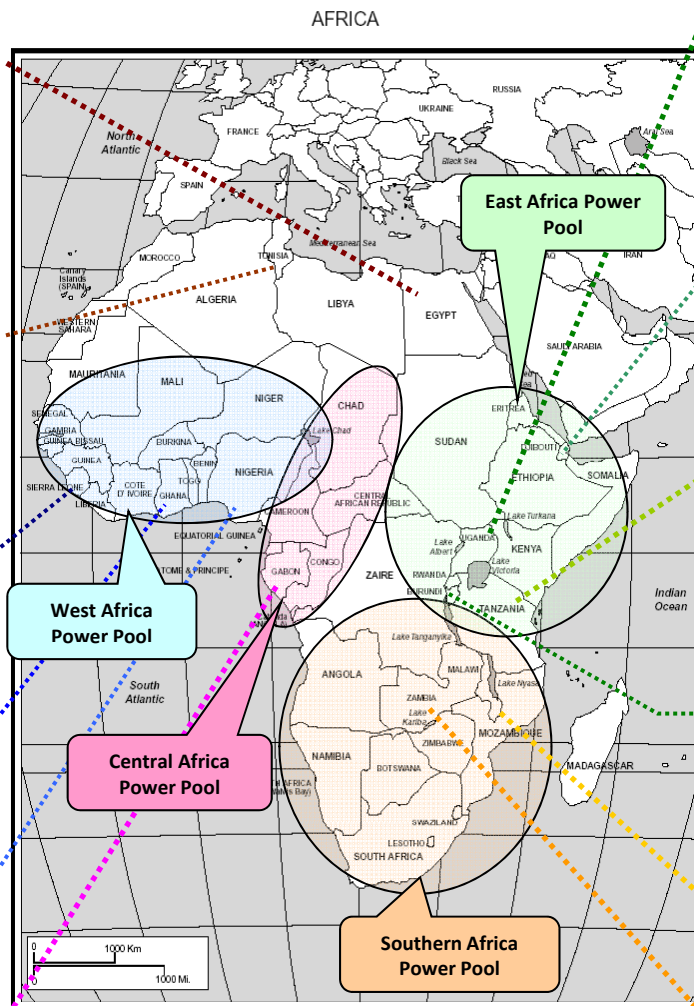 AFRICA
RUSSIA
UKRAINE
FRANCE
North
Atlantic
Aral Sea
Black Sea
SPAIN
East Africa Power
Pool
Mediterranean Sea
MOROCCO
TUNISIA
IRAN
Canary
Islands
(SPAIN)
ALGERIA
LIBYA
EGYPT
WESTERN
SAHARA
SAUDI ARABIA
MAURITANIA
MALI
NIGER
CHAD
ERITREA
SENEGAL
GAMBIA
GUINEA BISSAU
BURKINA
Lake Chad
SUDAN
DJIBOUTI
GUINEA
BENIN
NIGERIA
ETHIOPIA
SOMALIA
SIERRA LEONE
COTE
D' IVOIRE
TOGO
GHANA
CENTRAL
AFRICAN REPUBLIC
LIBERIA
CAMEROON
Lake Turkana
EQUATORIAL GUINEA
UGANDA
Lake
Albert
KENYA
TOME & PRINCIPE
GABON
CONGO
ZAIRE
Lake
Victoria
RWANDA
BURUNDI
Indian
Ocean
West Africa
Power Pool
TANZANIA
Lake Tanganyika
South
Atlantic
ANGOLA
MALAWI
Lake Nyasa
ZAMBIA
Lake
Kariba
MOZAMBIQUE
ZIMBABWE
Central Africa
Power Pool
NAMIBIA
BOTSWANA
MADAGASCAR
SWAZILAND
LESOTHO
SOUTH AFRICA
Southern Africa
Power Pool
0 1000 Km
0 1000 Mi.